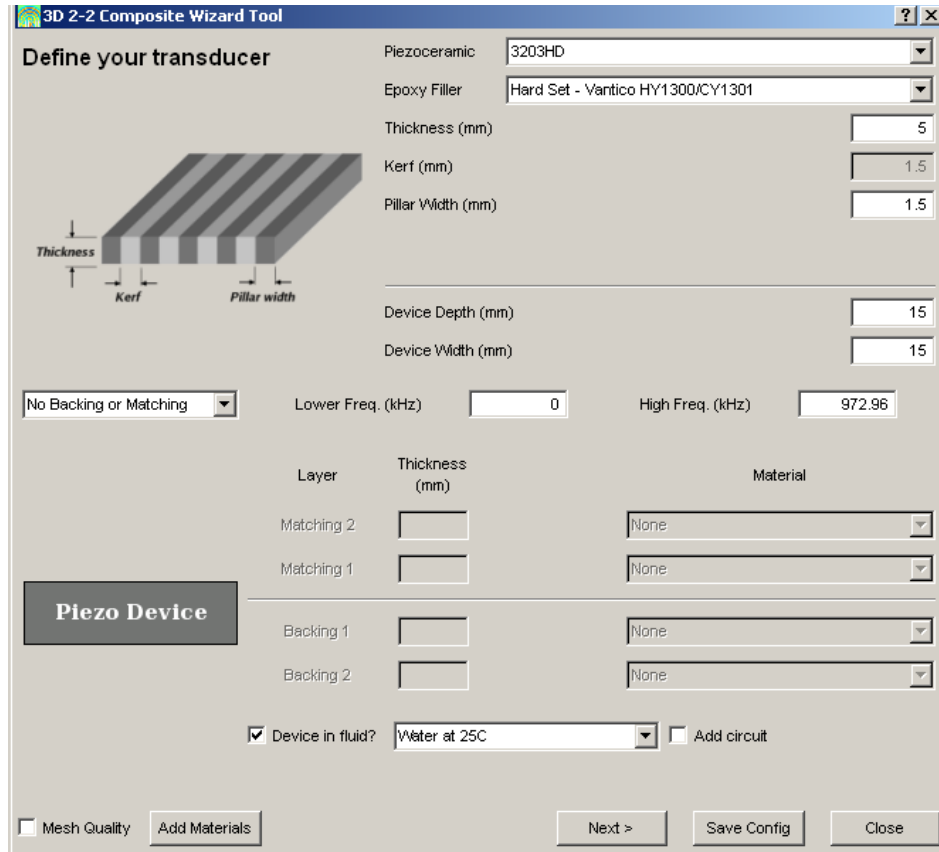 3D 2-2 Composite Wizard Tool
? X
Define your transducer
Piezoceramic 3203HD
Epoxy Filler Hard Set - Vantico HY1300/CY1301
Thickness (mm) 5
Kerf (mm) 1.5
Pillar Width (mm) 1.5
Thickness
Kerf Pillar width
Device Depth (mm) 15
Device Width (mm) 15
No Backing or Matching Lower Freq. (kHz) 0 High Freq. (kHz) 972.96
Layer Thickness (mm) Material
Matching 2 None
Matching 1 None
Piezo Device
Backing 1 None
Backing 2 None
Device in fluid? Water at 25C Add circuit
Mesh Quality Add Materials Next > Save Config Close